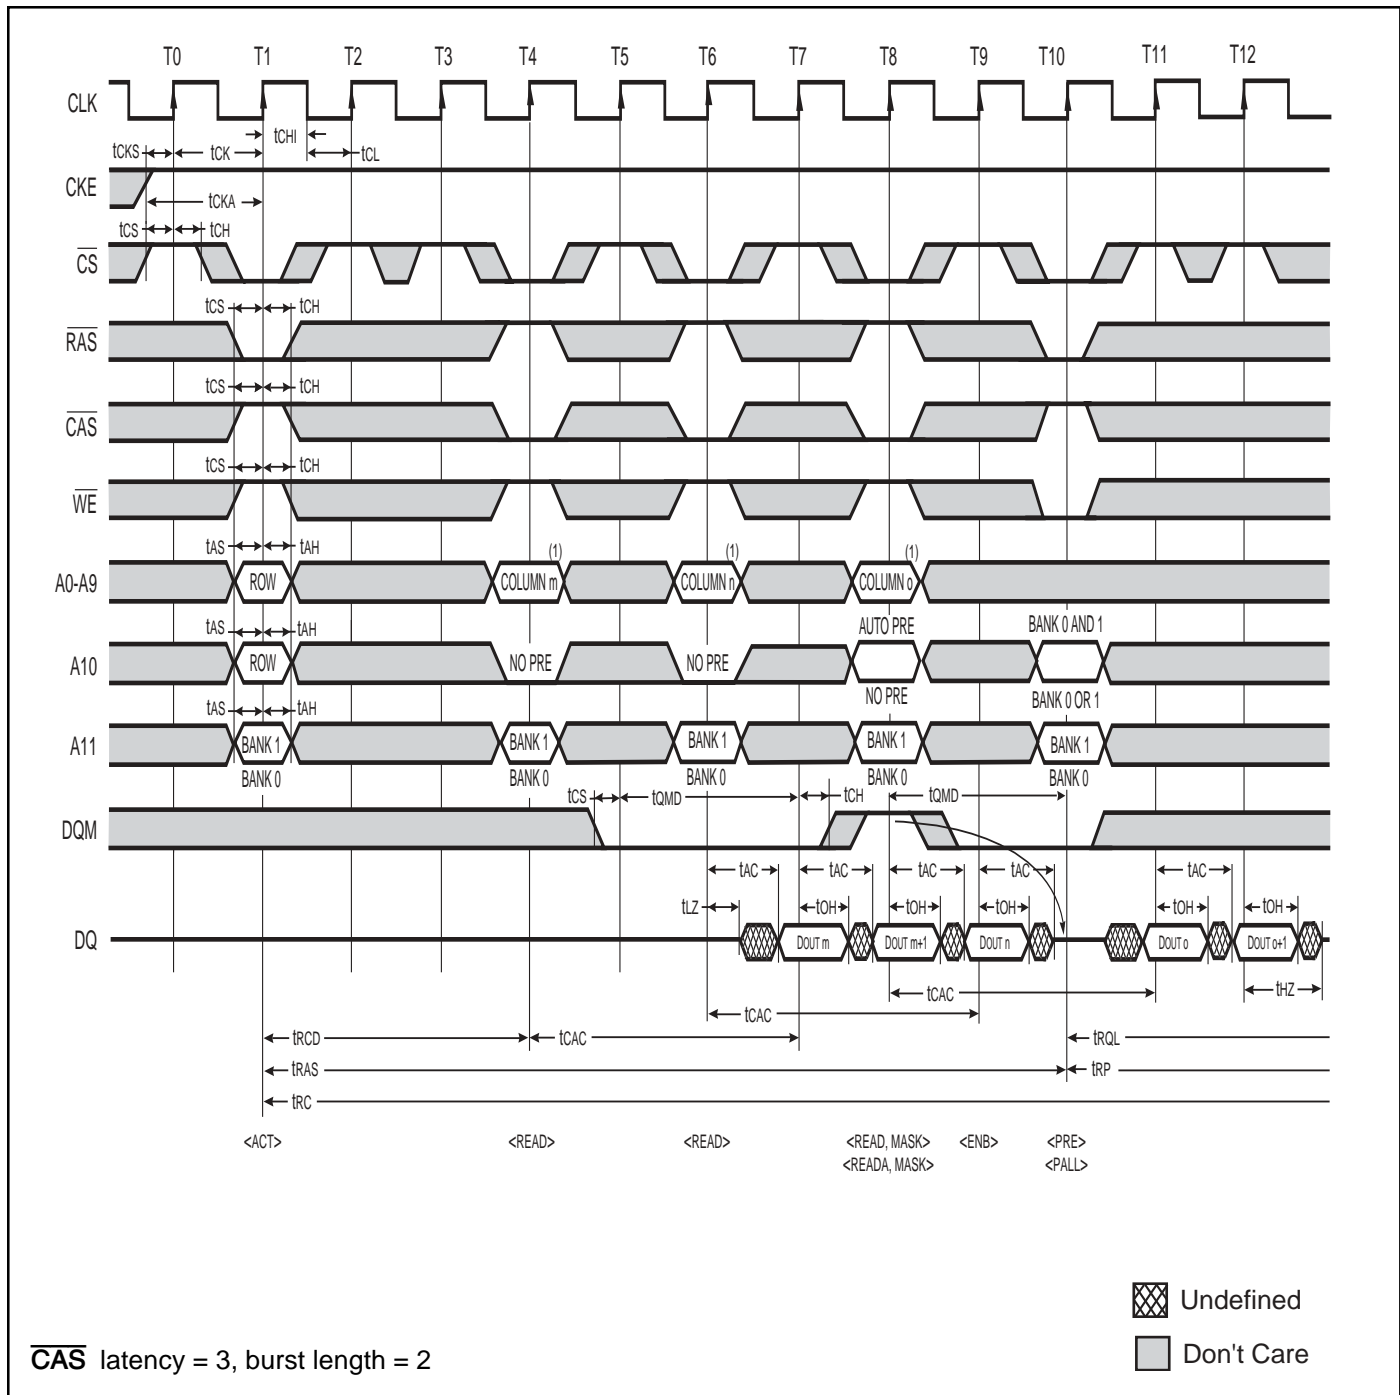 T0 T1 T2 T3 T4 T5 T6 T7 T8 T9 T10 T11 T12
CLK
tCHI
tCKS tCK tCL
CKE
tCKA
tCS tCH
CS
tCS tCH
RAS
tCS tCH
CAS
tCS tCH
WE
tAS tAH (1) (1) (1)
A0-A9 ROW COLUMN m COLUMN n COLUMN o
tAS tAH AUTO PRE BANK 0 AND 1
A10 ROW NO PRE NO PRE
NO PRE BANK 0 OR 1
tAS tAH
A11 BANK 1 BANK 1 BANK 1 BANK 1 BANK 1
BANK 0 BANK 0 BANK 0 BANK 0 BANK 0
tCS tQMD tCH tQMD
DQM
tAC tAC tAC tAC tAC
tLZ tOH tOH tOH tOH tOH
DQ DOUT m DOUT m+1 DOUT n DOUT o DOUT o+1
tCAC tHZ
tCAC
tRCD tCAC tRQL
tRAS tRP
tRC
<ACT> <READ> <READ> <READ, MASK> <ENB> <PRE>
<READA, MASK> <PALL>
Undefined
Don't Care
CAS latency = 3, burst length = 2